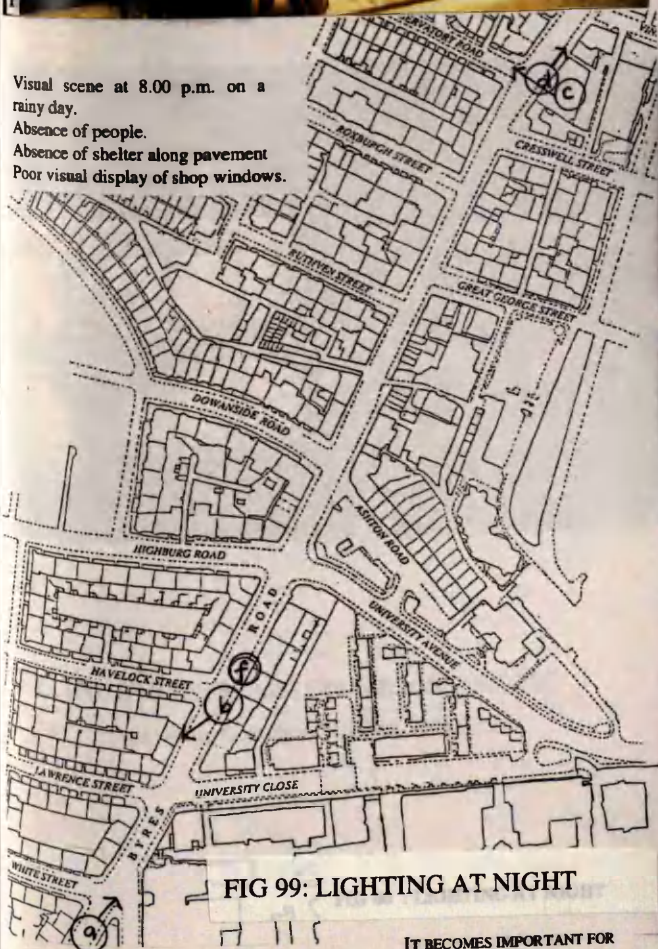 Visual scene at 8.00 p.m. on a
rainy day.
Absence of people.
Absence of shelter along pavement
Poor visual display of shop windows.
ROAD
d
c
CRESSWELL STREET
ROXBURGH STREET
RUTHVEN STREET
GREAT GEORGE STREET
DOWANSIDE ROAD
ASHTON ROAD
HIGHBURG ROAD
UNIVERSITY AVENUE
ROAD
f
HAVELOCK STREET
b
LAWRENCE STREET
UNIVERSITY CLOSE
BYRES
WHITE STREET
a
FIG 99: LIGHTING AT NIGHT
IT BECOMES IMPORTANT FOR